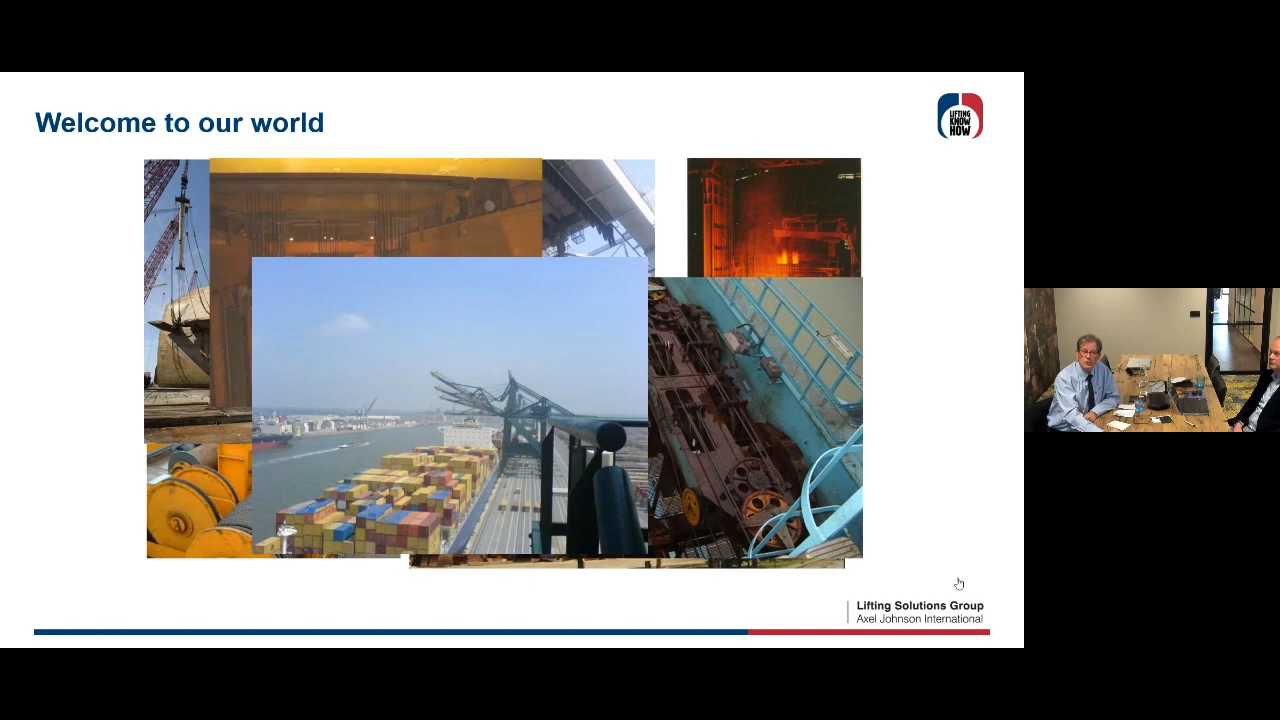 Welcome to our world
LIFTING
KNOW
HOW
Lifting Solutions Group
Axel Johnson International